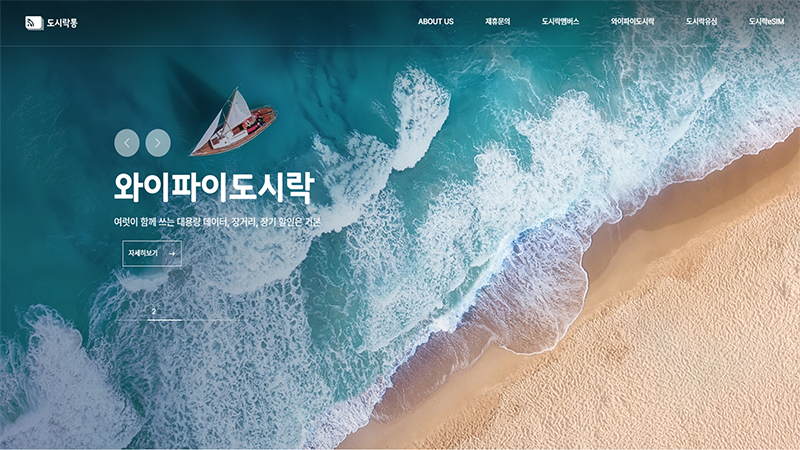 도시락통
ABOUT US
제휴문의
도시락멤버스
와이파이도시락
도시락유심
도시락eSIM
와이파이도시락
여럿이 함께 쓰는 대용량 데이터, 장거리, 장기 할인은 기본
자세히보기
2